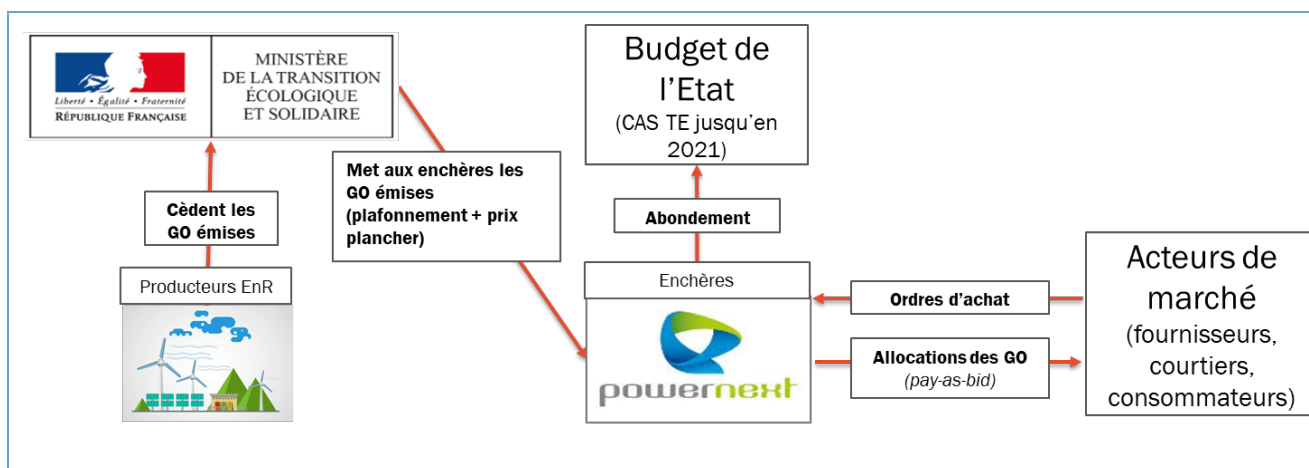 MINISTÈRE
DE LA TRANSITION
ÉCOLOGIQUE
ET SOLIDAIRE
Liberté • Égalité • Fraternité
RÉPUBLIQUE FRANÇAISE
Budget de
l'Etat
(CAS TE jusqu'en
2021)
Met aux enchères les
GO émises
(plafonnement + prix
plancher)
Cèdent les
GO émises
Abondement
Producteurs EnR
Enchères
powernext
Ordres d'achat
Allocations des GO
(pay-as-bid)
Acteurs de
marché
(fournisseurs,
courtiers,
consommateurs)